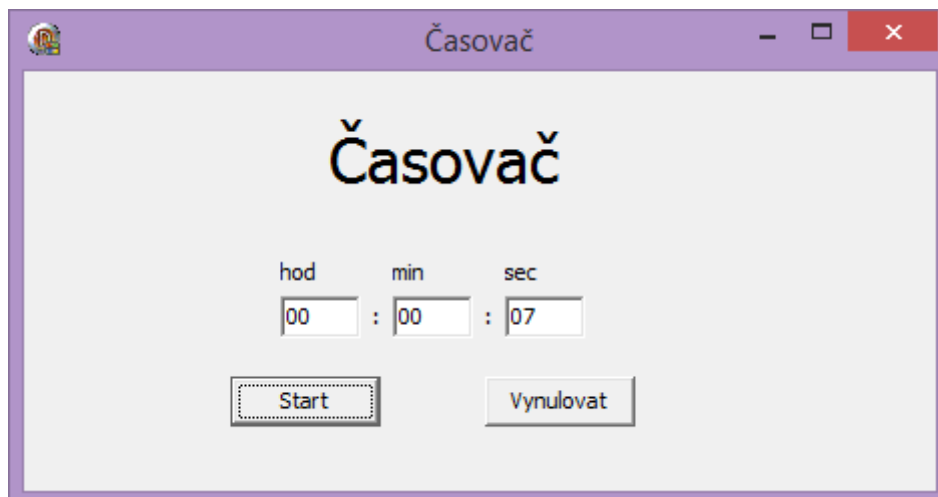 Časovač
Časovač
hod min sec
00 : 00 : 07
Start Vynulovat